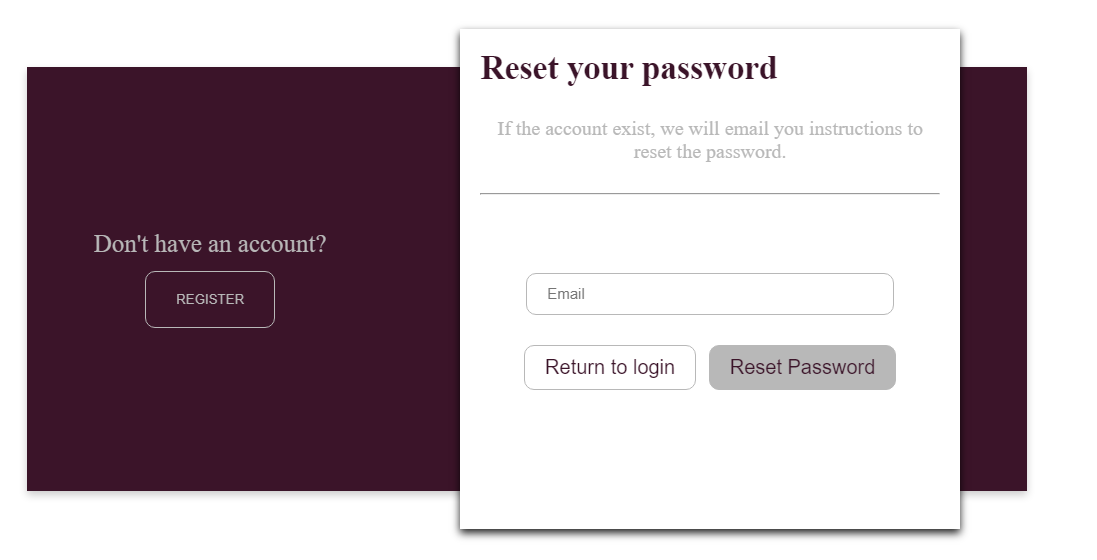 Reset your password
If the account exist, we will email you instructions to
reset the password.
Don't have an account?
REGISTER
Email
Return to login
Reset Password